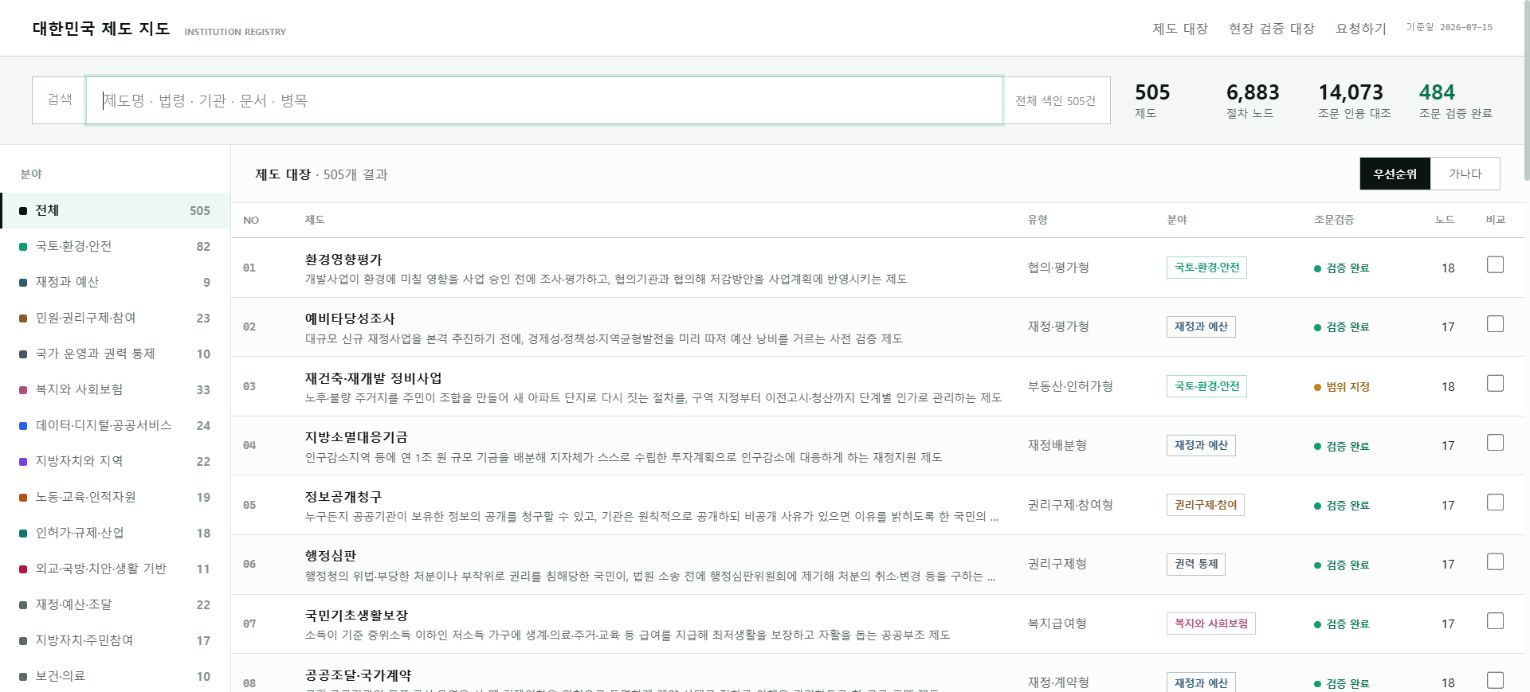 대한민국 제도 지도 INSTITUTION REGISTRY 제도 대장 현장 검증 대장 요청하기 기준일 2026-07-15
검색 제도명 · 법령 · 기관 · 문서 · 병목 전체 색인 505건
505 6,883 14,073 484
제도 절차 노드 조문 인용 대조 조문 검증 완료
분야
전체 505
국토·환경·안전 82
재정과 예산 9
민원·권리구제·참여 23
국가 운영과 권력 통제 10
복지와 사회보험 33
데이터·디지털·공공서비스 24
지방자치와 지역 22
노동·교육·인적자원 19
인허가·규제·산업 18
외교·국방·치안·생활 기반 11
재정·예산·조달 22
지방자치·주민참여 17
보건·의료 10
제도 대장 · 505개 결과 우선순위 가나다
NO 제도 유형 분야 조문검증 노드 비교
01 환경영향평가 협의·평가형 국토·환경·안전 검증 완료 18
개발사업이 환경에 미칠 영향을 사업 승인 전에 조사·평가하고, 협의기관과 협의해 저감방안을 사업계획에 반영시키는 제도
02 예비타당성조사 재정·평가형 재정과 예산 검증 완료 17
대규모 신규 재정사업을 본격 추진하기 전에, 경제성·정책성·지역균형발전을 미리 따져 예산 낭비를 거르는 사전 검증 제도
03 재건축·재개발 정비사업 부동산·인허가형 국토·환경·안전 범위 지정 18
노후·불량 주거지를 주민이 조합을 만들어 새 아파트 단지로 다시 짓는 절차를, 구역 지정부터 이전고시·청산까지 단계별 인가로 관리하는 제도
04 지방소멸대응기금 재정배분형 재정과 예산 검증 완료 17
인구감소지역 등에 연 1조 원 규모 기금을 배분해 지자체가 스스로 수립한 투자계획으로 인구감소에 대응하게 하는 재정지원 제도
05 정보공개청구 권리구제·참여형 권리구제·참여 검증 완료 17
누구든지 공공기관이 보유한 정보의 공개를 청구할 수 있고, 기관은 원칙적으로 공개하되 비공개 사유가 있으면 이유를 밝히도록 한 국민의 ...
06 행정심판 권리구제형 권력 통제 검증 완료 17
행정청의 위법·부당한 처분이나 부작위로 권리를 침해당한 국민이, 법원 소송 전에 행정심판위원회에 제기해 처분의 취소·변경 등을 구하는 ...
07 국민기초생활보장 복지급여형 복지와 사회보험 검증 완료 17
소득이 기준 중위소득 이하인 저소득 가구에 생계·의료·주거·교육 등 급여를 지급해 최저생활을 보장하고 자활을 돕는 공공부조 제도
08 공공조달·국가계약 재정·계약형 재정과 예산 검증 완료 18